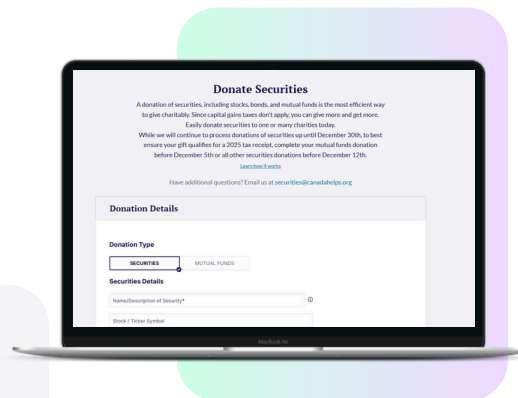 Donate Securities
A donation of securities, including stocks, bonds, and mutual funds is the most efficient way
to give charitably. Since capital gains taxes don't apply, you can give more and get more.
Easily donate securities to one or many charities today.
While we will continue to process donations of securities up until December 30th, to best
ensure your gift qualifies for a 2025 tax receipt, complete your mutual funds donation
before December 5th or all other securities donations before December 12th.
Learn how it works
Have additional questions? Email us at securities@canadahelps.org
Donation Details
Donation Type
SECURITIES MUTUAL FUNDS
Securities Details
Name/Description of Security*
Stock / Ticker Symbol
MacBook Air